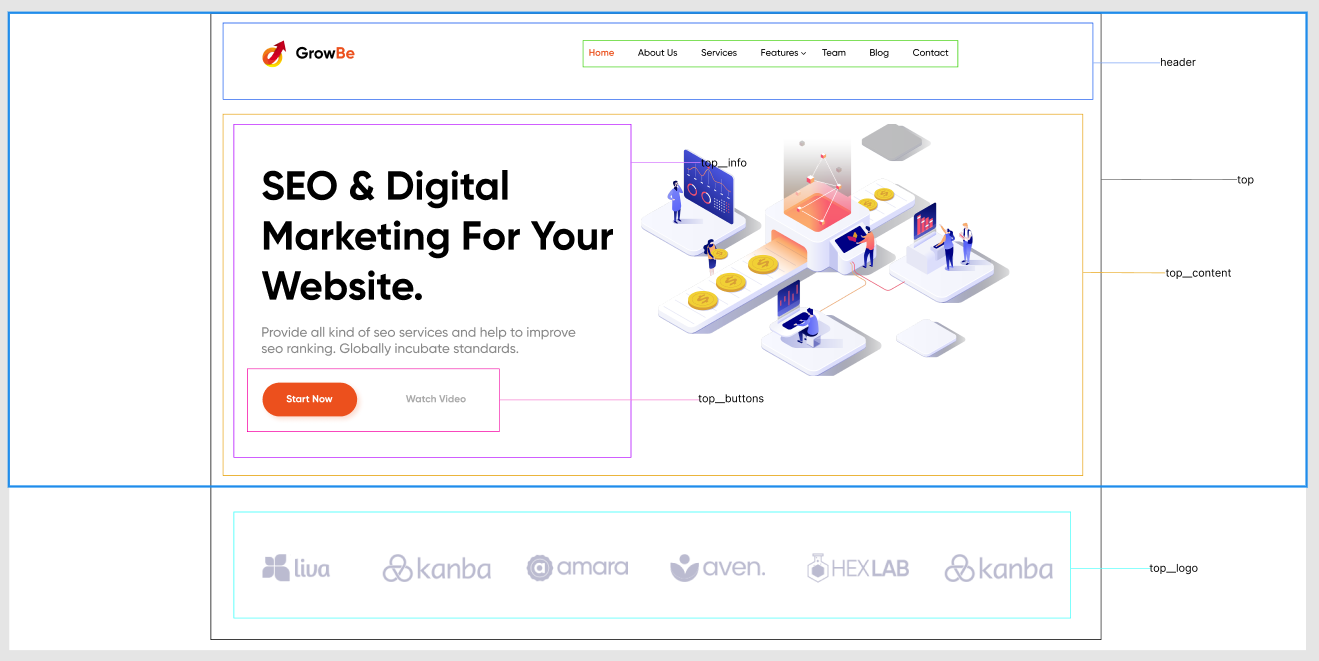 GrowBe
Home About Us Services Features Team Blog Contact
header
top__info
top
SEO & Digital
Marketing For Your
Website.
top__content
Provide all kind of seo services and help to improve
seo ranking. Globally incubate standards.
Start Now Watch Video
top__buttons
liva kanba amara aven. HEXLAB kanba
top__logo